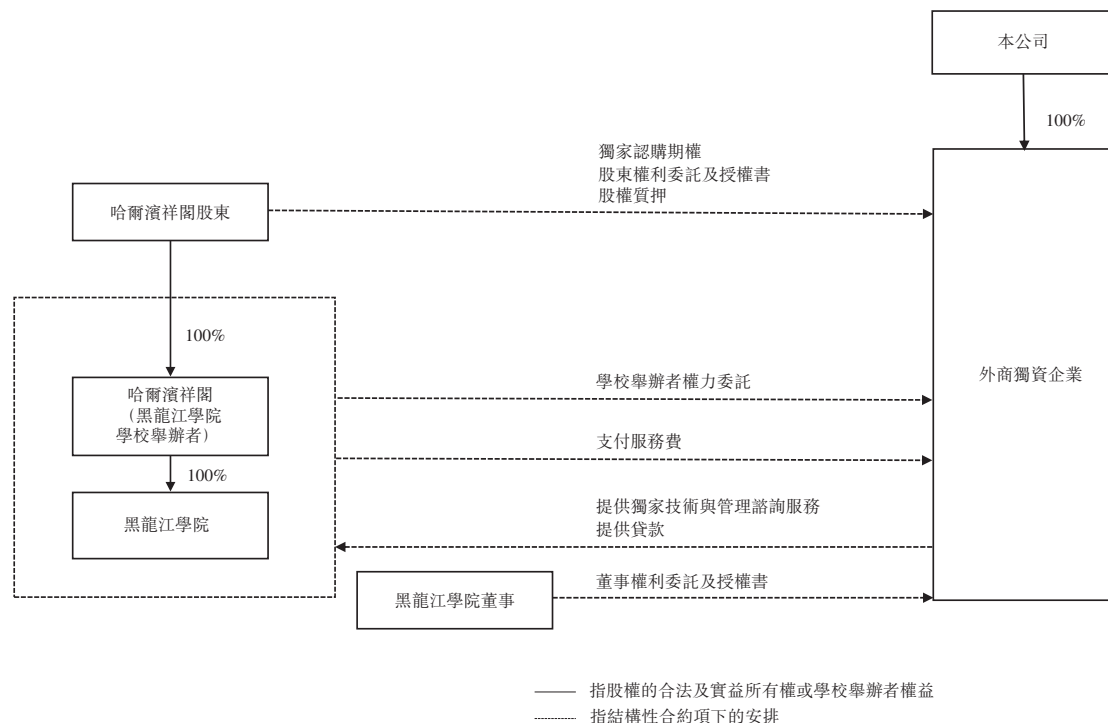 本公司
100%
獨家認購期權
股東權利委託及授權書
股權質押
哈爾濱祥閣股東
100%
哈爾濱祥閣
（黑龍江學院
學校舉辦者）
學校舉辦者權力委託
外商獨資企業
支付服務費
100%
黑龍江學院
提供獨家技術與管理諮詢服務
提供貸款
黑龍江學院董事
董事權利委託及授權書
指股權的合法及實益所有權或學校舉辦者權益
指結構性合約項下的安排